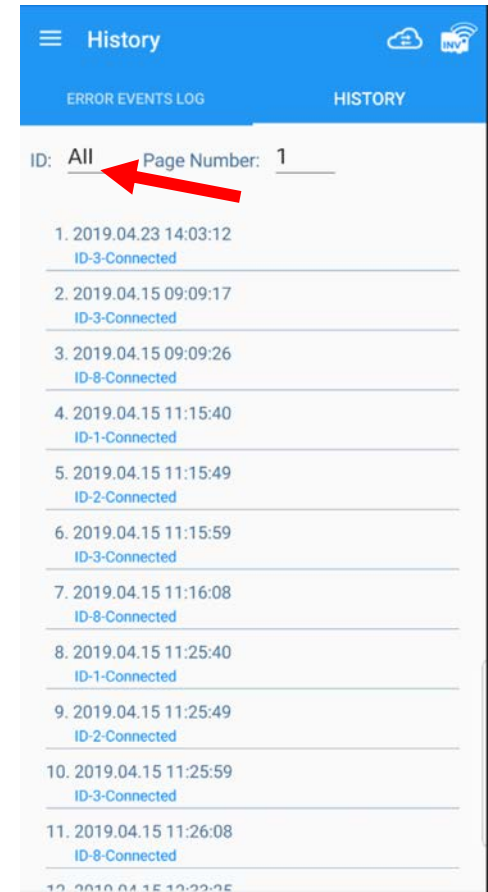 History
INV
ERROR EVENTS LOG HISTORY
ID: All Page Number: 1
1. 2019.04.23 14:03:12
ID-3-Connected
2. 2019.04.15 09:09:17
ID-3-Connected
3. 2019.04.15 09:09:26
ID-8-Connected
4. 2019.04.15 11:15:40
ID-1-Connected
5. 2019.04.15 11:15:49
ID-2-Connected
6. 2019.04.15 11:15:59
ID-3-Connected
7. 2019.04.15 11:16:08
ID-8-Connected
8. 2019.04.15 11:25:40
ID-1-Connected
9. 2019.04.15 11:25:49
ID-2-Connected
10. 2019.04.15 11:25:59
ID-3-Connected
11. 2019.04.15 11:26:08
ID-8-Connected
12. 2019.04.15